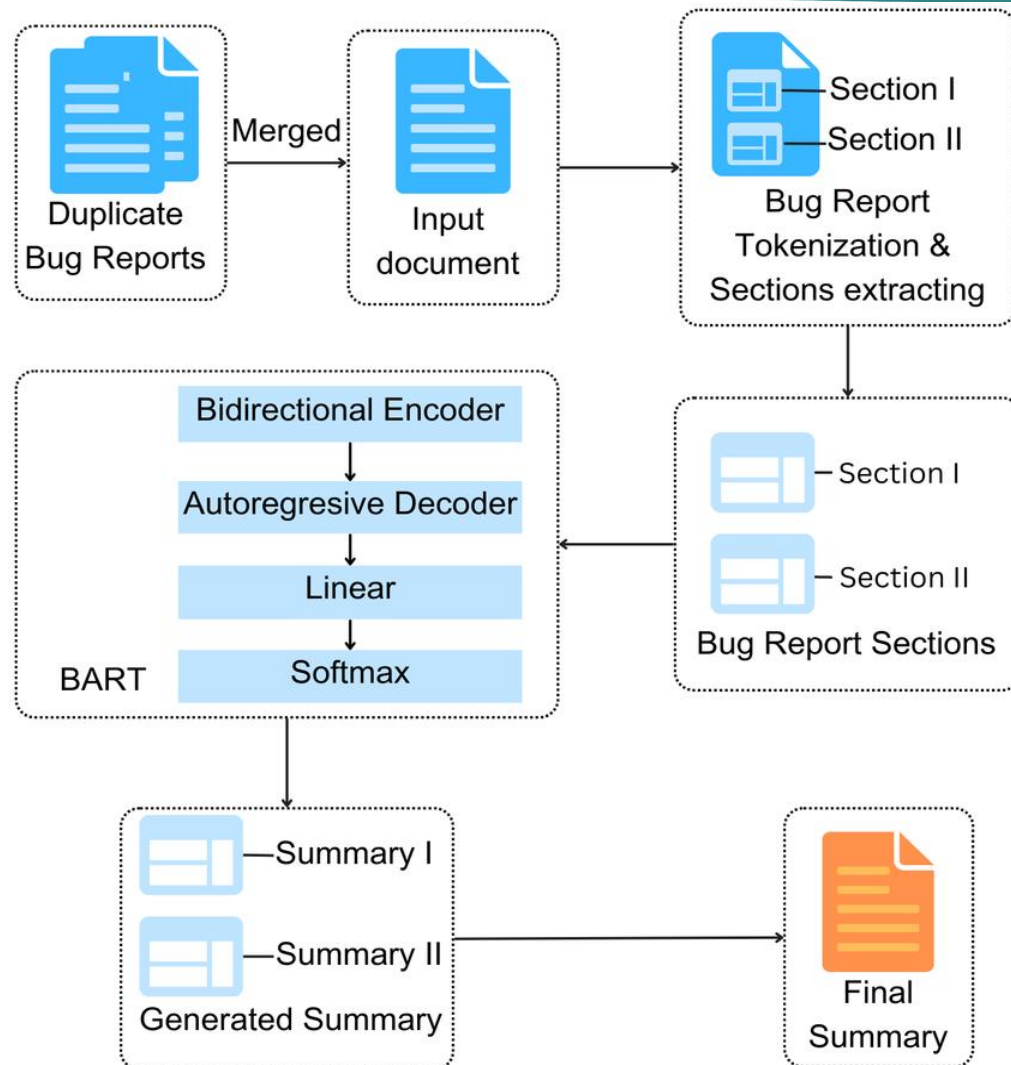 Duplicate
Bug Reports
Merged
Input
document
Section I
Section II
Bug Report
Tokenization &
Sections extracting
Bidirectional Encoder
Autoregresive Decoder
Linear
Softmax
BART
Section I
Section II
Bug Report Sections
Summary I
Summary II
Generated Summary
Final
Summary